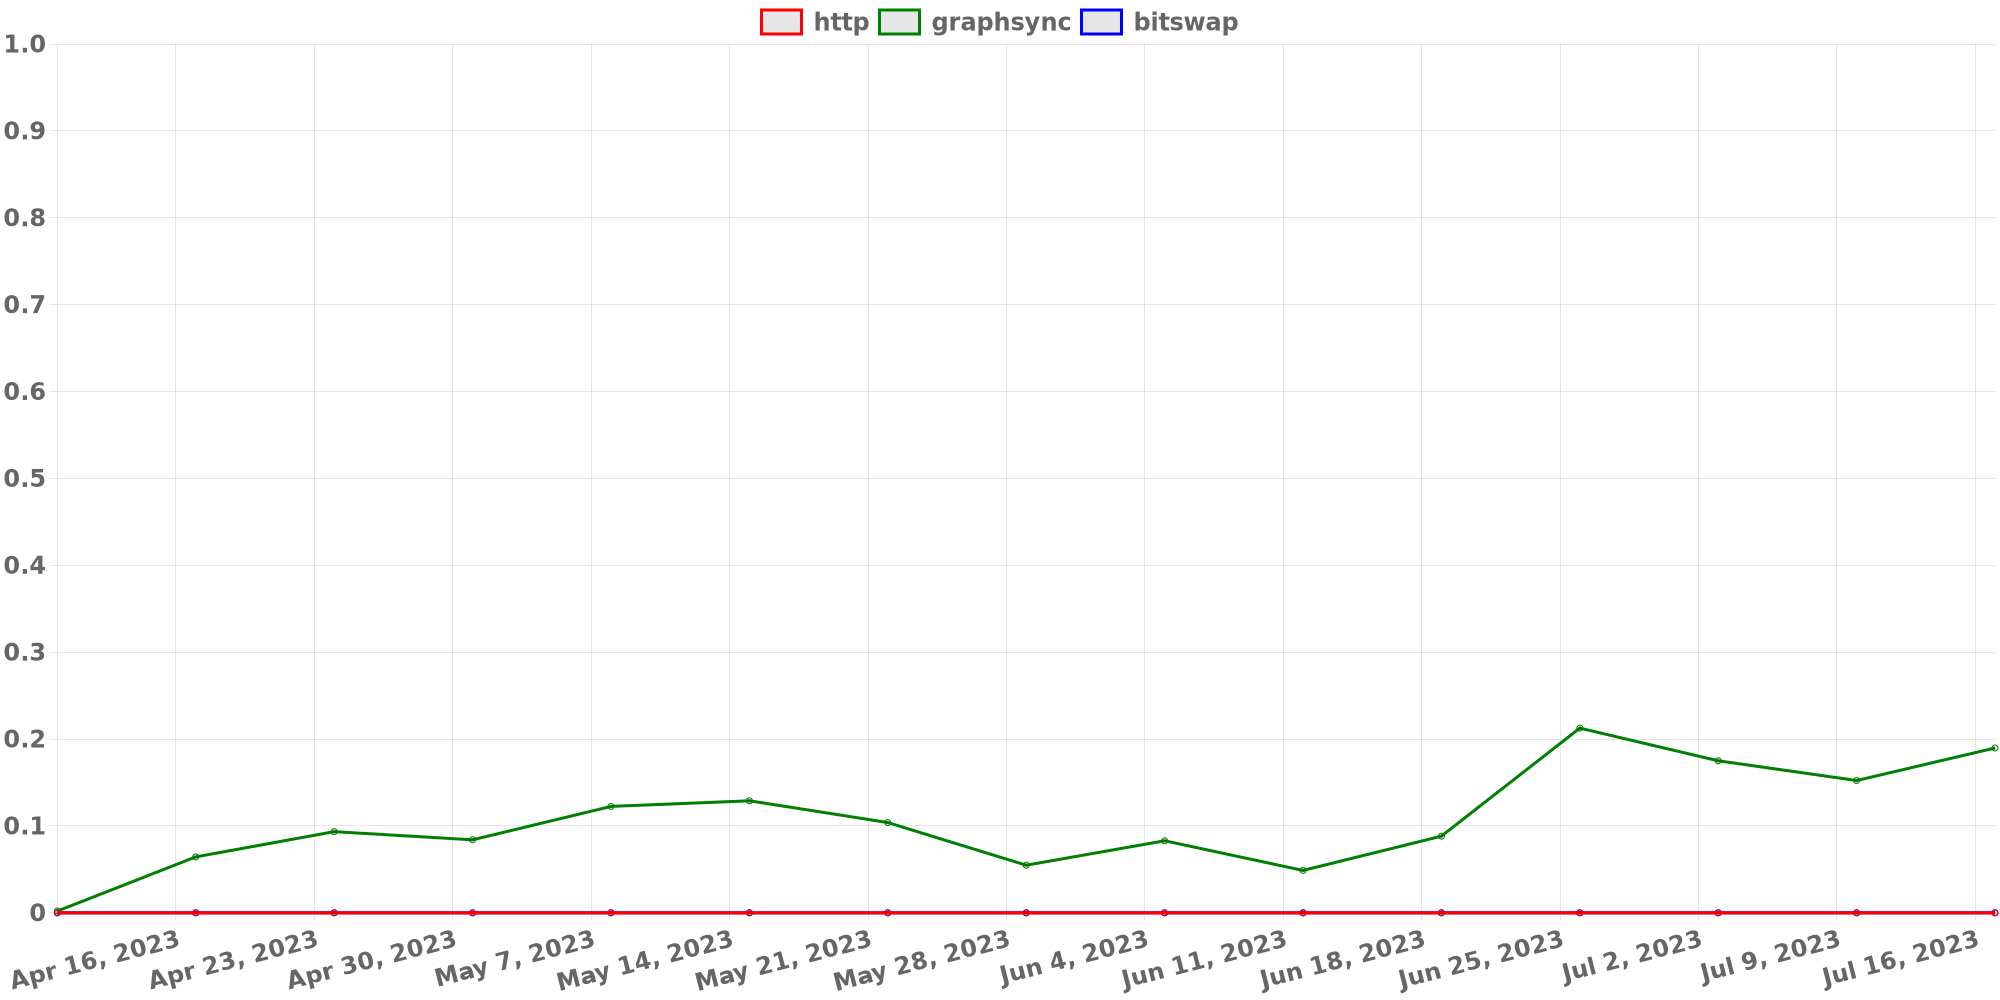 http graphsync bitswap
1.0
0.9
0.8
0.7
0.6
0.5
0.4
0.3
0.2
0.1
0
Apr 16, 2023
Apr 23, 2023
Apr 30, 2023
May 7, 2023
May 14, 2023
May 21, 2023
May 28, 2023
Jun 4, 2023
Jun 11, 2023
Jun 18, 2023
Jun 25, 2023
Jul 2, 2023
Jul 9, 2023
Jul 16, 2023